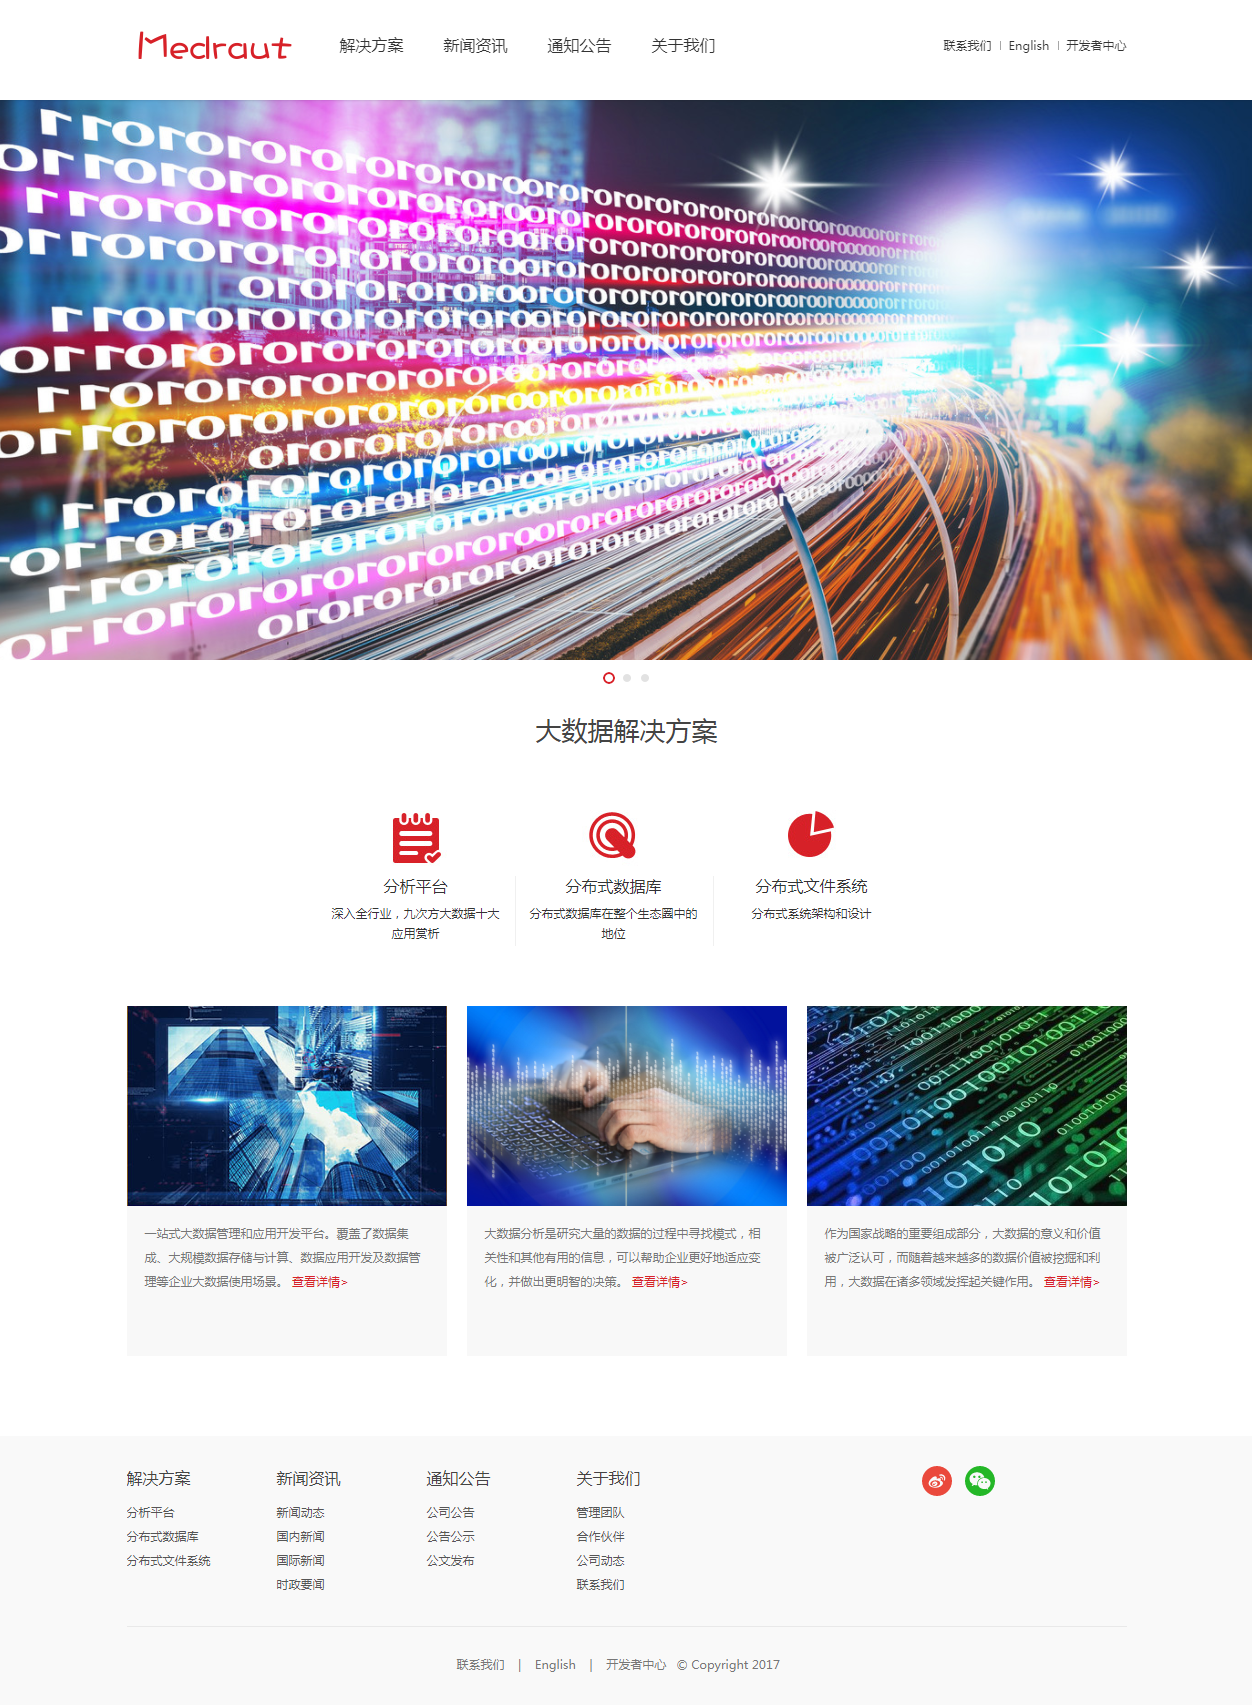 Medraut
解决方案 新闻资讯 通知公告 关于我们
联系我们 | English | 开发者中心
大数据解决方案
分析平台
深入全行业，九次方大数据十大
应用赏析
分布式数据库
分布式数据库在整个生态圈中的
地位
分布式文件系统
分布式系统架构和设计
一站式大数据管理和应用开发平台。覆盖了数据集
成、大规模数据存储与计算、数据应用开发及数据管
理等企业大数据使用场景。 查看详情>
大数据分析是研究大量的数据的过程中寻找模式，相
关性和其他有用的信息，可以帮助企业更好地适应变
化，并做出更明智的决策。 查看详情>
作为国家战略的重要组成部分，大数据的意义和价值
被广泛认可，而随着越来越多的数据价值被挖掘和利
用，大数据在诸多领域发挥起关键作用。 查看详情>
解决方案
分析平台
分布式数据库
分布式文件系统
新闻资讯
新闻动态
国内新闻
国际新闻
时政要闻
通知公告
公司公告
公告公示
公文发布
关于我们
管理团队
合作伙伴
公司动态
联系我们
联系我们 | English | 开发者中心 © Copyright 2017